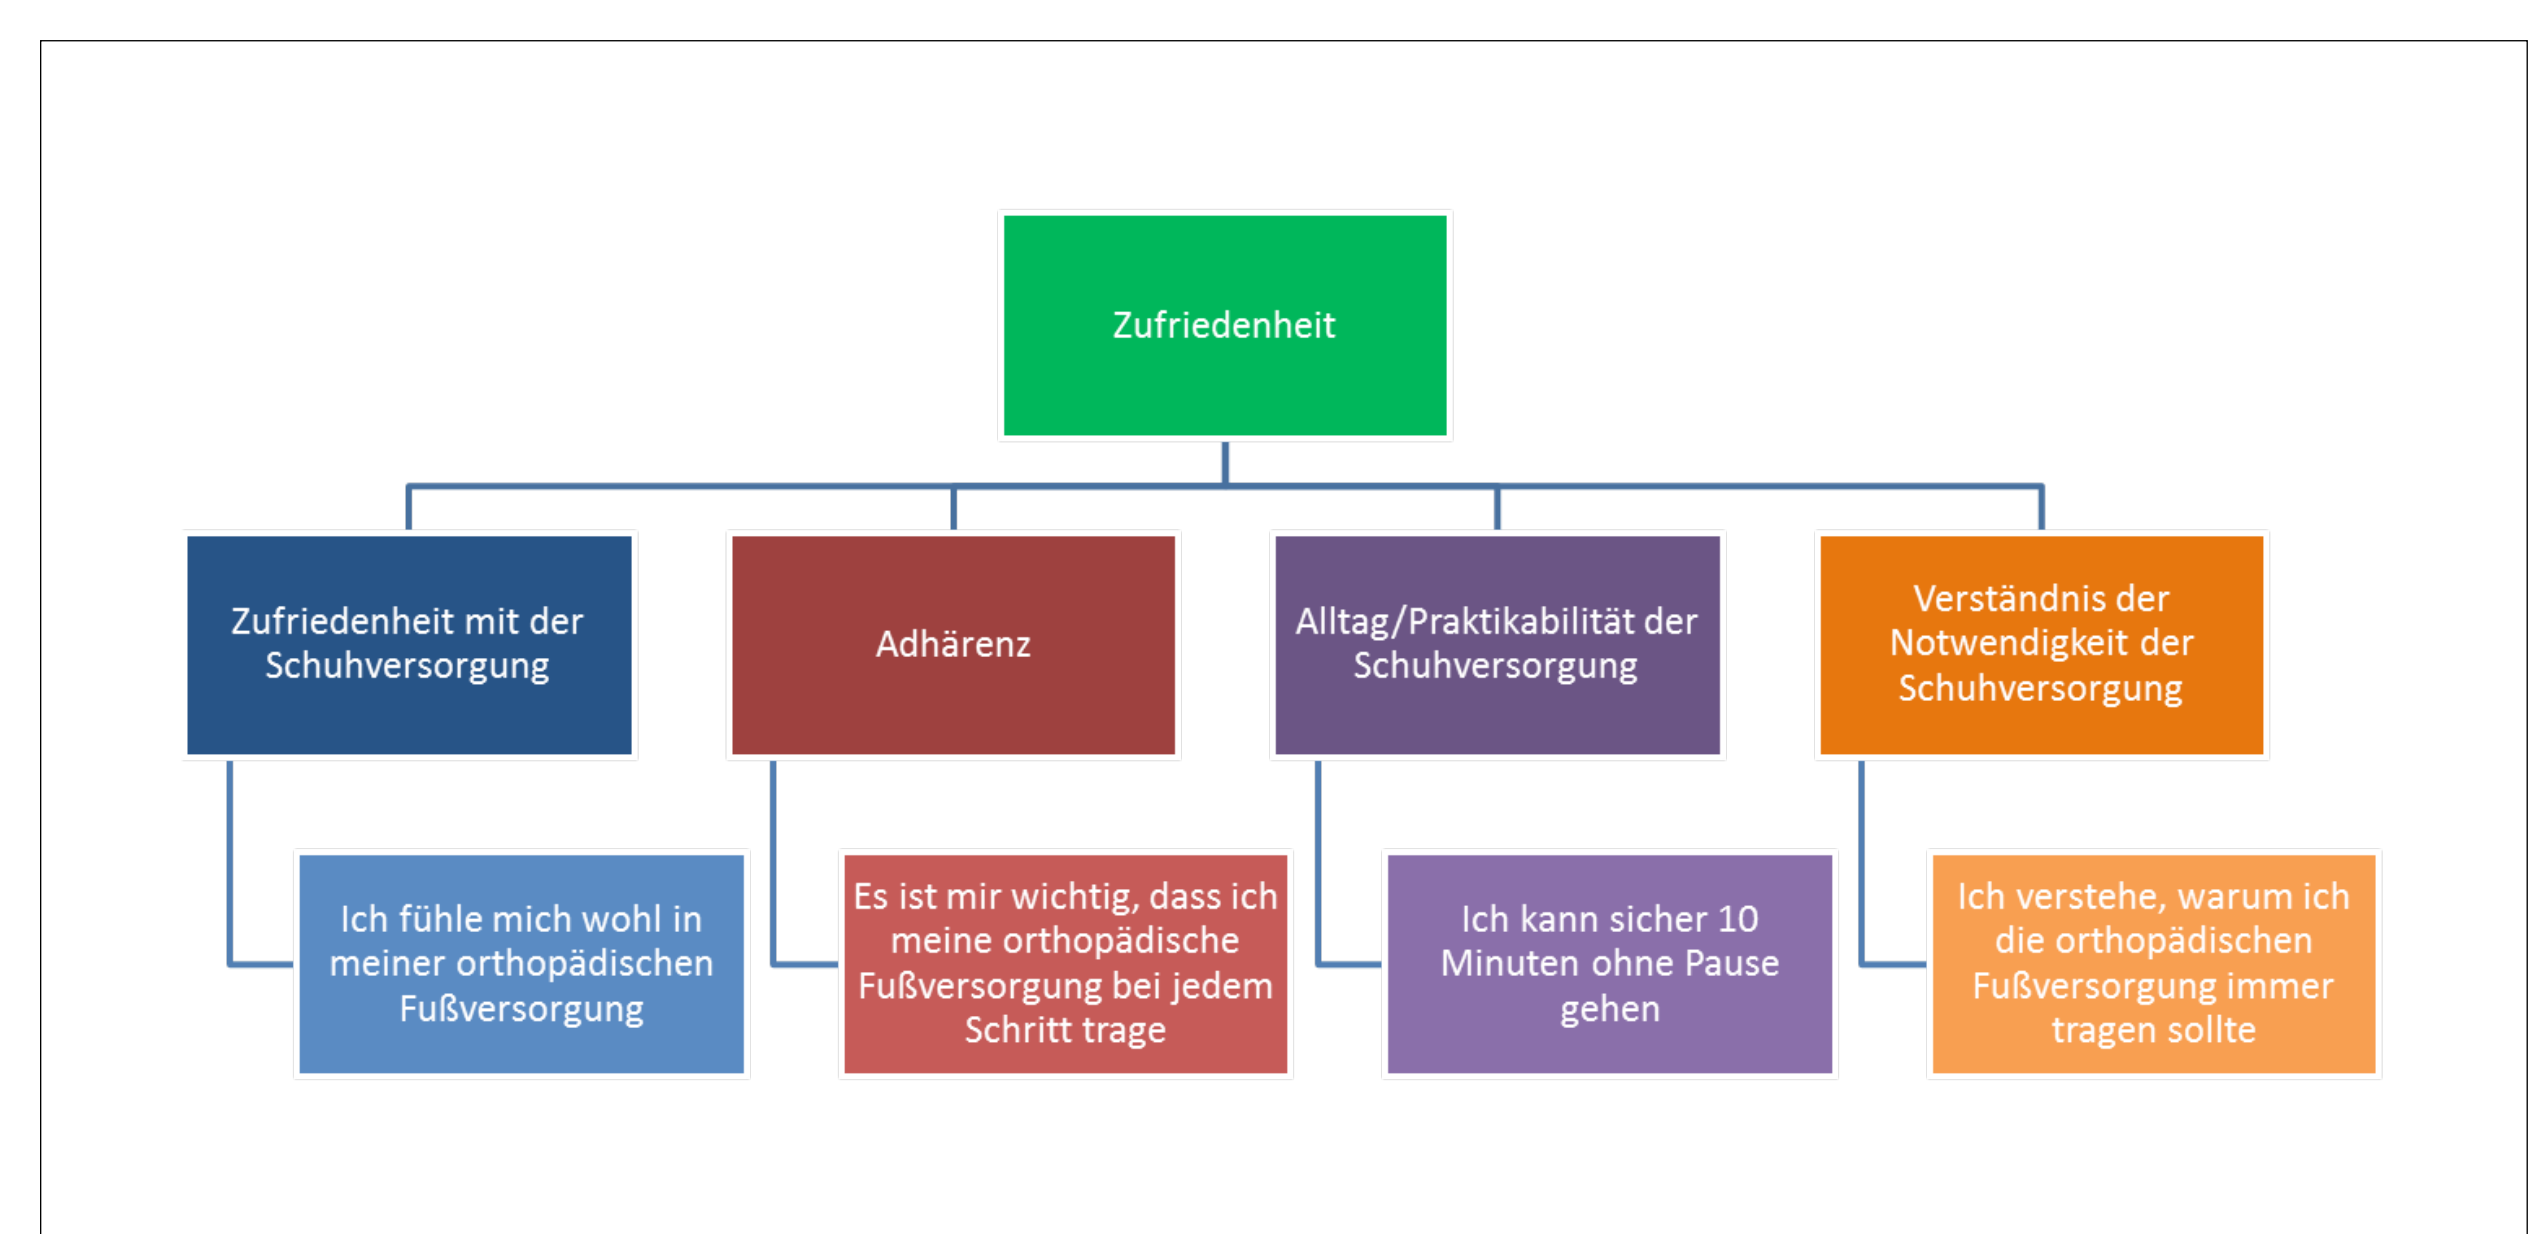 Zufriedenheit
Zufriedenheit mit der
Schuhversorgung
Adhärenz
Alltag/Praktikabilität der
Schuhversorgung
Verständnis der
Notwendigkeit der
Schuhversorgung
Ich fühle mich wohl in
meiner orthopädischen
Fußversorgung
Es ist mir wichtig, dass ich
meine orthopädische
Fußversorgung bei jedem
Schritt trage
Ich kann sicher 10
Minuten ohne Pause
gehen
Ich verstehe, warum ich
die orthopädischen
Fußversorgung immer
tragen sollte